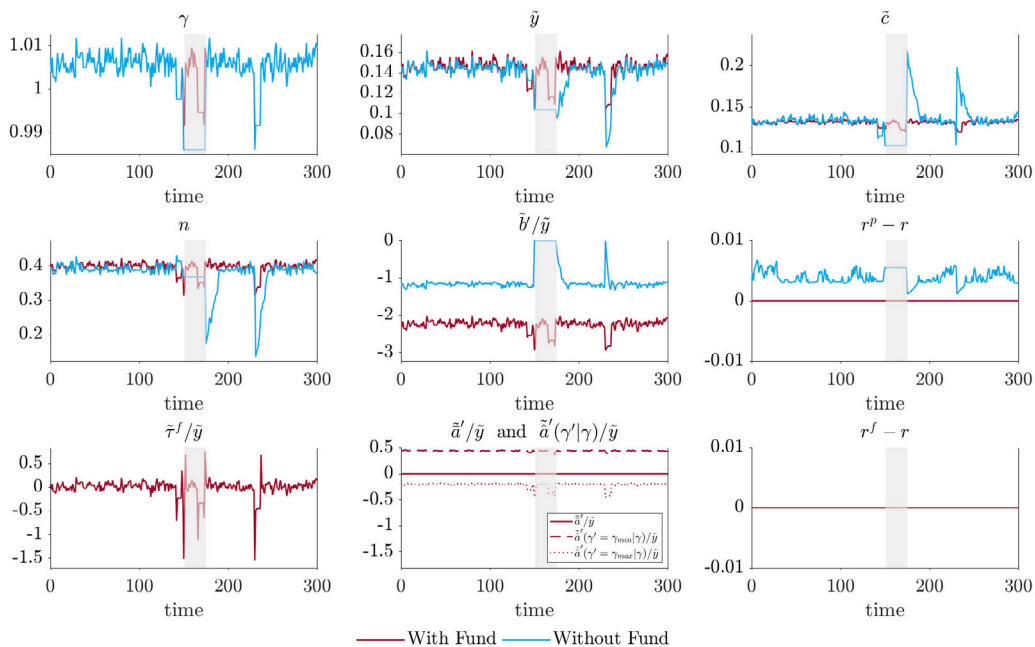 γ
1.01
1
0.99
0 100 200 300
time
ỹ
0.16
0.14
0.12
0.1
0.08
0 100 200 300
time
c̃
0.2
0.15
0.1
0 100 200 300
time
n
0.4
0.3
0.2
0 100 200 300
time
b̃′/ỹ
0
-1
-2
-3
0 100 200 300
time
r^p − r
0.01
0
-0.01
0 100 200 300
time
τ̃^f/ỹ
0.5
0
-0.5
-1
-1.5
0 100 200 300
time
ã̄′/ỹ and ã̂′(γ′|γ)/ỹ
0.5
0
-0.5
-1
-1.5
ã̄′/ỹ
ã̂′(γ′ = γ_min|γ)/ỹ
ã̂′(γ′ = γ_max|γ)/ỹ
0 100 200 300
time
r^f − r
0.01
0
-0.01
0 100 200 300
time
With Fund Without Fund